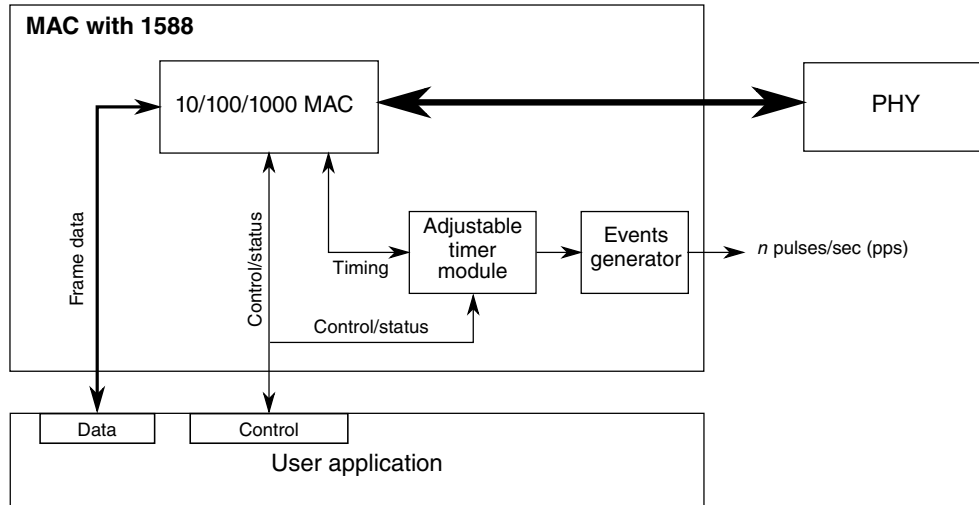 MAC with 1588
10/100/1000 MAC
PHY
Frame data
Control/status
Timing
Adjustable
timer
module
Events
generator
n pulses/sec (pps)
Control/status
Data
Control
User application